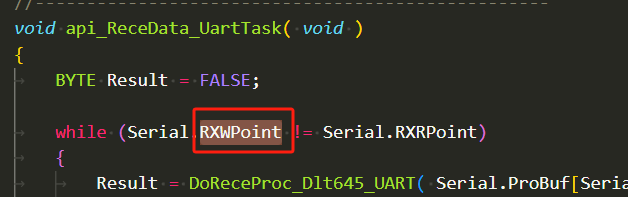 //--------------------------------------------------
void api_ReceData_UartTask( void )
{
BYTE Result = FALSE;
while (Serial.RXWPoint != Serial.RXRPoint)
{
Result = DoReceProc_Dlt645_UART( Serial.ProBuf[Seria